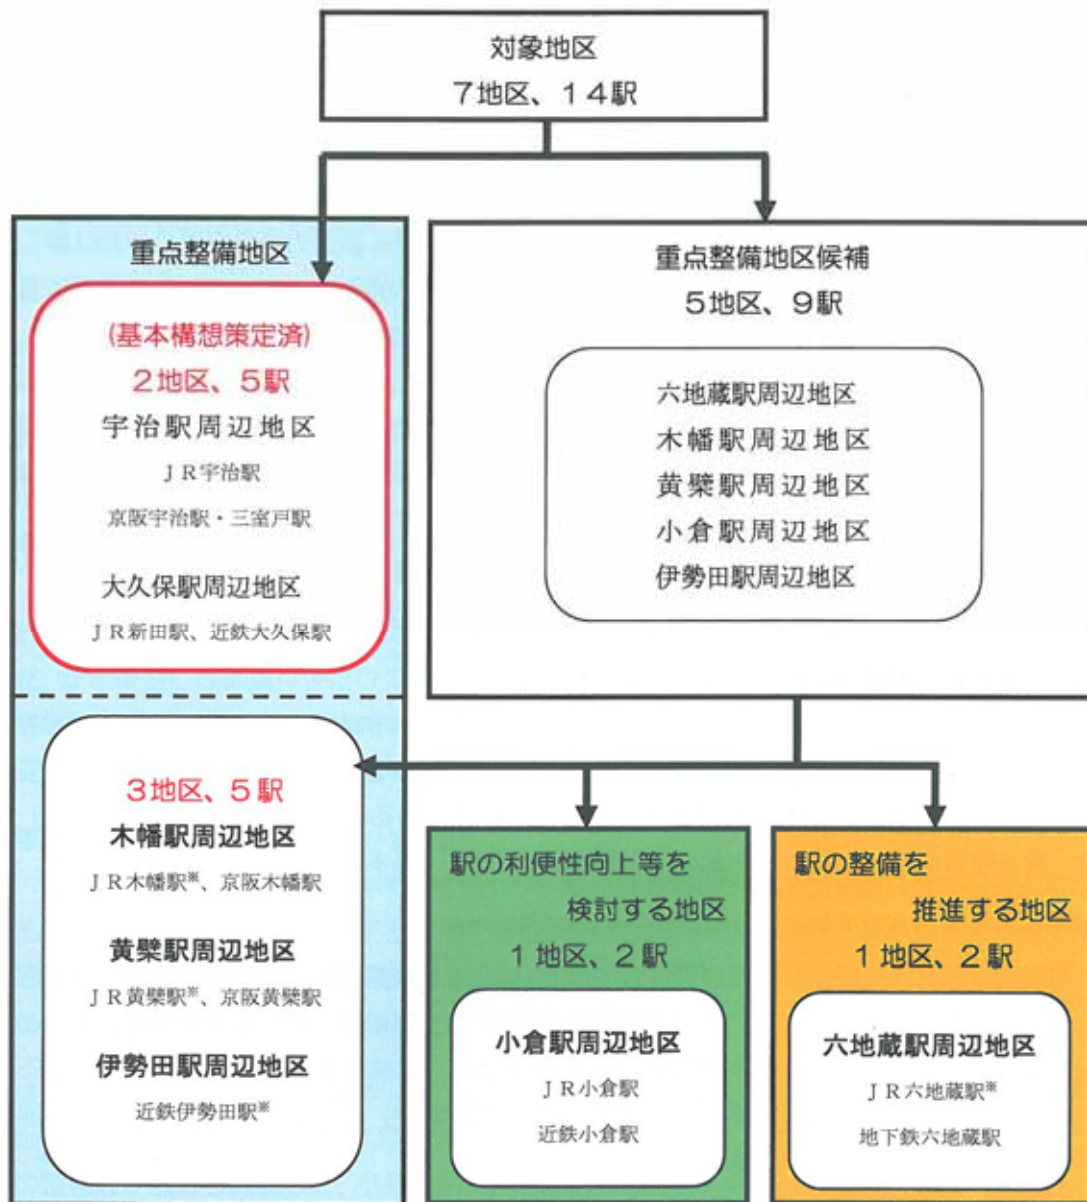 対象地区
７地区、１４駅
重点整備地区
(基本構想策定済)
２地区、５駅
宇治駅周辺地区
ＪＲ宇治駅
京阪宇治駅・三室戸駅
大久保駅周辺地区
ＪＲ新田駅、近鉄大久保駅
重点整備地区候補
５地区、９駅
六地蔵駅周辺地区
木幡駅周辺地区
黄檗駅周辺地区
小倉駅周辺地区
伊勢田駅周辺地区
３地区、５駅
木幡駅周辺地区
ＪＲ木幡駅※、京阪木幡駅
黄檗駅周辺地区
ＪＲ黄檗駅※、京阪黄檗駅
伊勢田駅周辺地区
近鉄伊勢田駅※
駅の利便性向上等を
検討する地区
１地区、２駅
小倉駅周辺地区
ＪＲ小倉駅
近鉄小倉駅
駅の整備を
推進する地区
１地区、２駅
六地蔵駅周辺地区
ＪＲ六地蔵駅※
地下鉄六地蔵駅